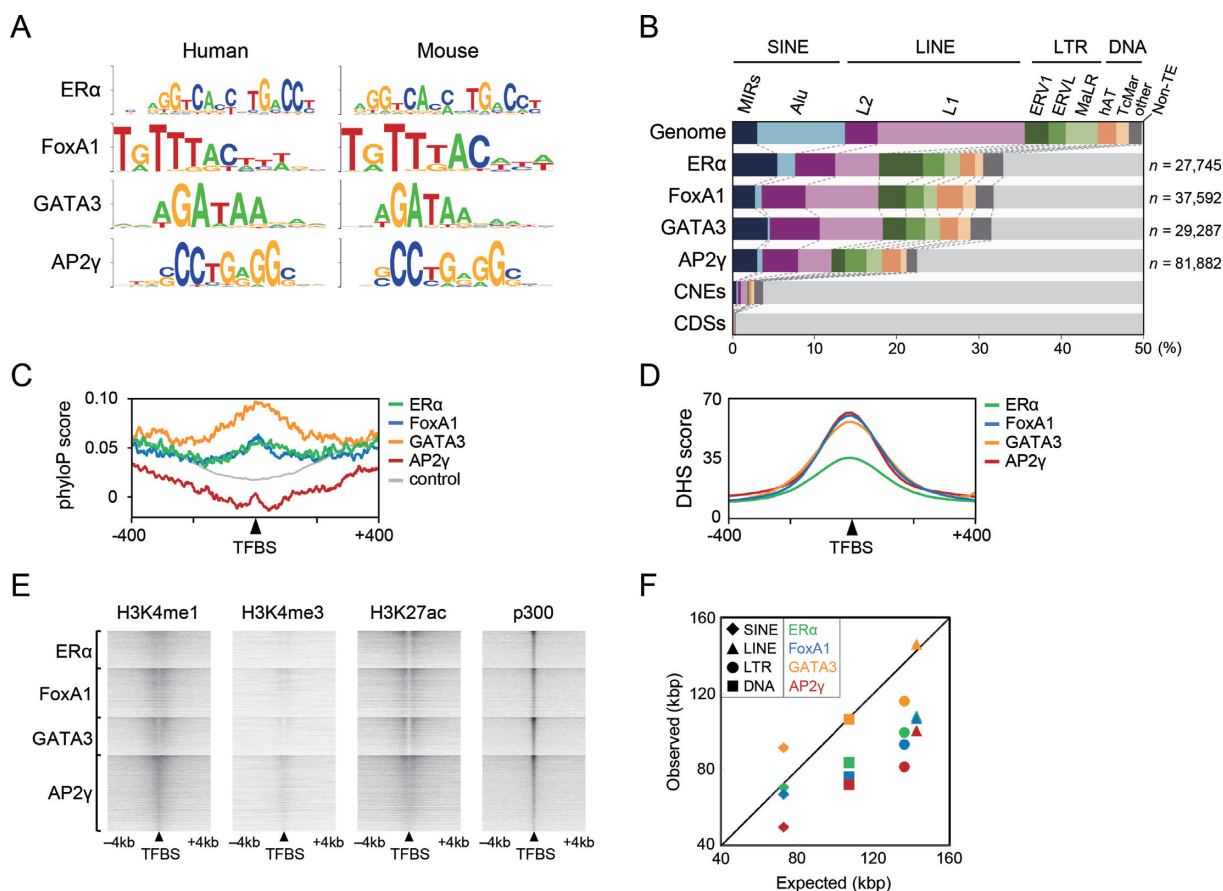 A
Human Mouse
ERα
FoxA1
GATA3
AP2γ
B
SINE LINE LTR DNA
MIRs Alu L2 L1 ERV1 ERVL MaLR hAT TcMar other Non-TE
Genome
ERα n = 27,745
FoxA1 n = 37,592
GATA3 n = 29,287
AP2γ n = 81,882
CNEs
CDSs
0 10 20 30 40 50 (%)
C
phyloP score
0.10
0.05
0
-400 +400
TFBS
ERα
FoxA1
GATA3
AP2γ
control
D
DHS score
70
35
0
-400 +400
TFBS
ERα
FoxA1
GATA3
AP2γ
E
H3K4me1 H3K4me3 H3K27ac p300
ERα
FoxA1
GATA3
AP2γ
–4kb +4kb –4kb +4kb –4kb +4kb –4kb +4kb
TFBS TFBS TFBS TFBS
F
Observed (kbp)
160
120
80
40
SINE ERα
LINE FoxA1
LTR GATA3
DNA AP2γ
40 80 120 160
Expected (kbp)